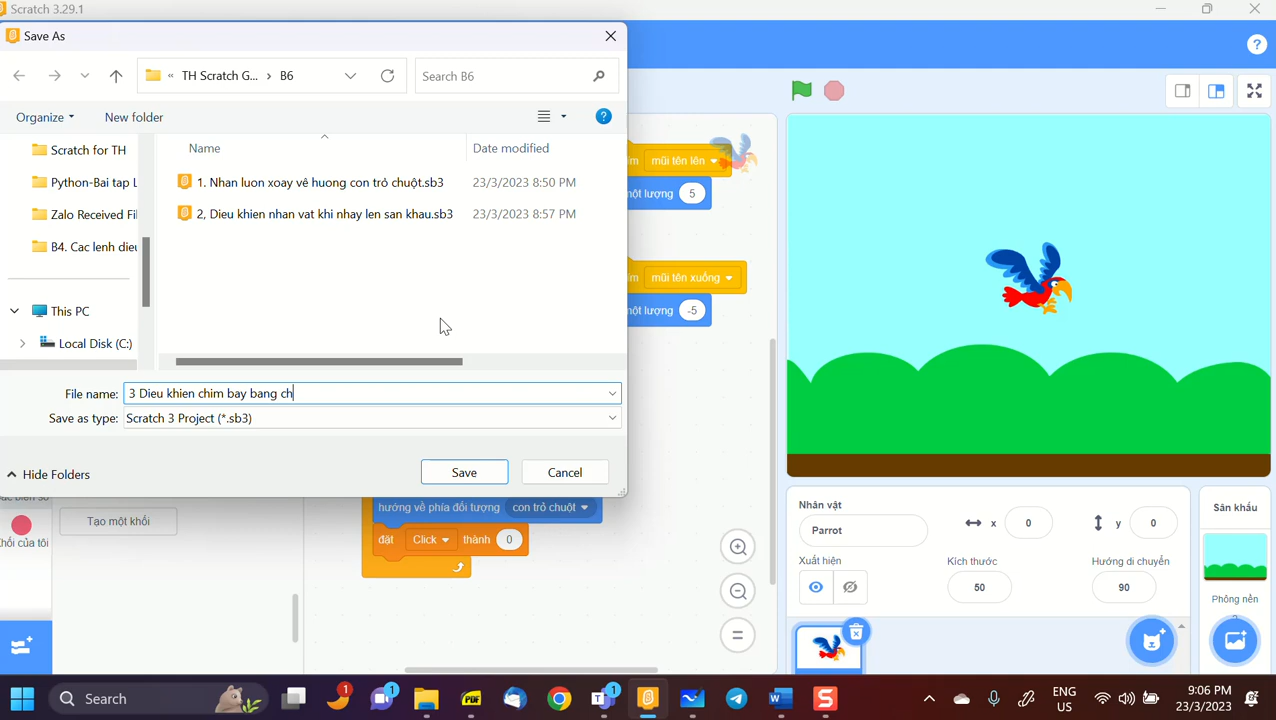 Scratch 3.29.1
Save As
« TH Scratch G... › B6
Search B6
Organize
New folder
Scratch for TH
Python-Bai tap L
Zalo Received Fil
B4. Cac lenh dieu
This PC
Local Disk (C:)
Name
Date modified
1. Nhan luon xoay vê huong con trỏ chuột.sb3
23/3/2023 8:50 PM
2, Dieu khien nhan vat khi nhay len san khau.sb3
23/3/2023 8:57 PM
File name:
3 Dieu khien chim bay bang ch
Save as type:
Scratch 3 Project (*.sb3)
Hide Folders
Save
Cancel
mũi tên lên
lượng 5
mũi tên xuống
lượng -5
hướng về phía đối tượng con trỏ chuột
đặt Click thành 0
Tạo một khối
khối của tôi
Nhân vật
Parrot
x 0
y 0
Xuất hiện
Kích thước
50
Hướng di chuyển
90
Sân khấu
Phông nền
Search
1
1
1
PDF
W
S
ENG
US
9:06 PM
23/3/2023